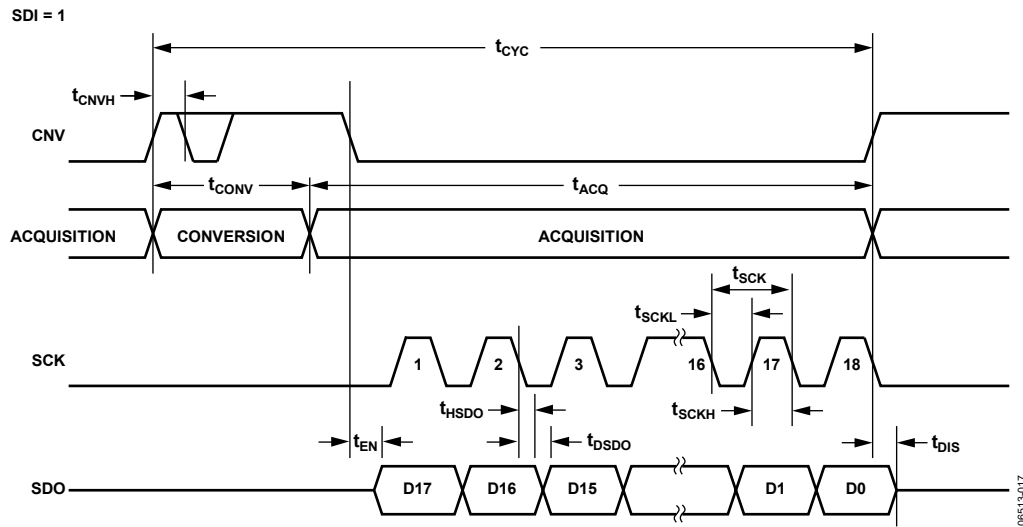 SDI = 1
tCYC
tCNVH
CNV
tCONV
tACQ
ACQUISITION
CONVERSION
ACQUISITION
tSCK
tSCKL
SCK
1
2
3
16
17
18
tHSDO
tSCKH
tEN
tDSDO
tDIS
SDO
D17
D16
D15
D1
D0
06513-017